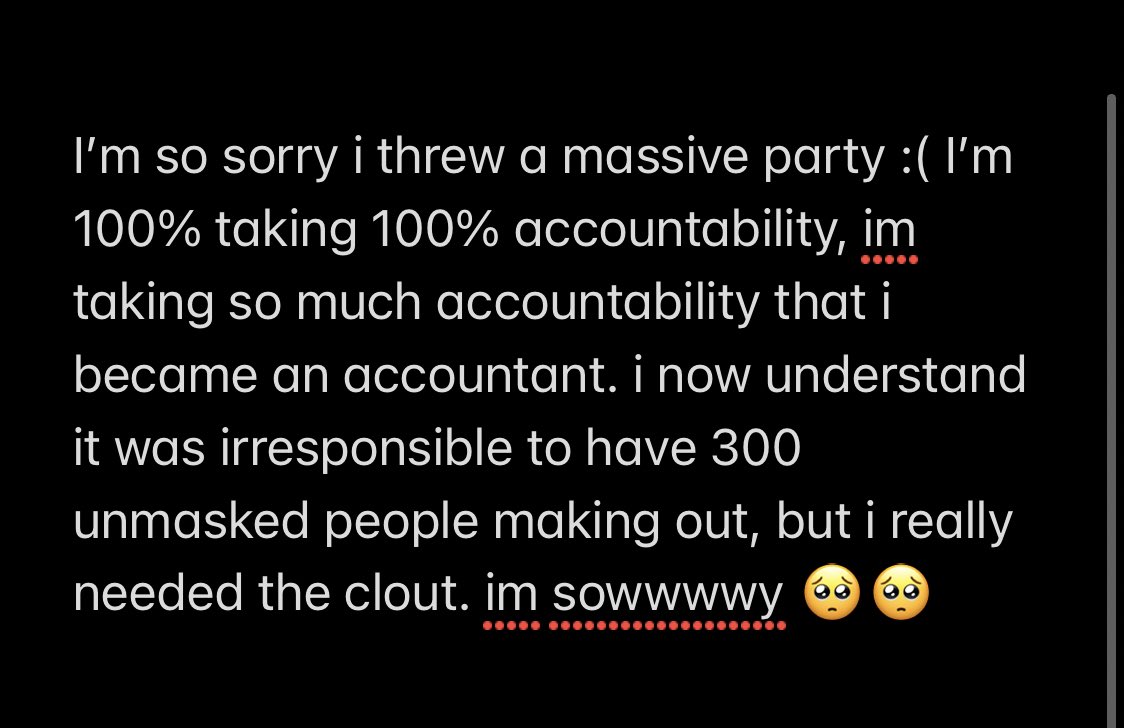 I’m so sorry i threw a massive party :( I’m
100% taking 100% accountability, im
taking so much accountability that i
became an accountant. i now understand
it was irresponsible to have 300
unmasked people making out, but i really
needed the clout. im sowwwwy 🥺🥺